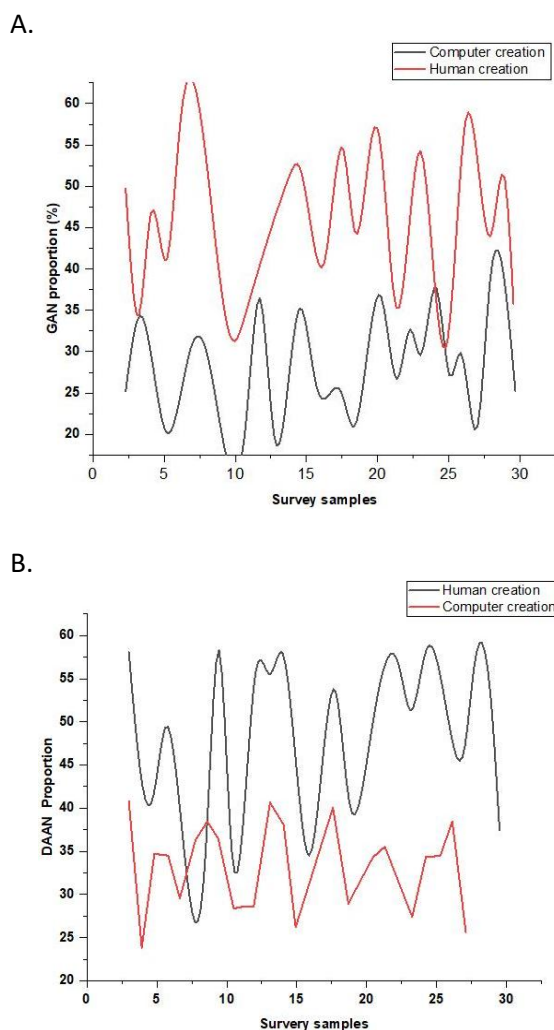 A.
Computer creation
Human creation
GAN proportion (%)
60
55
50
45
40
35
30
25
20
0 5 10 15 20 25 30
Survey samples
B.
Human creation
Computer creation
DAAN Proportion
60
55
50
45
40
35
30
25
20
0 5 10 15 20 25 30
Survrey samples